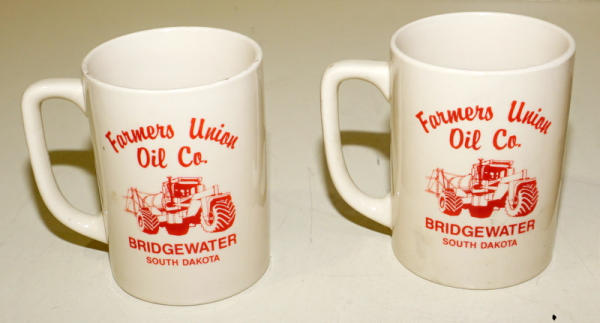 Farmers Union
Oil Co.
BRIDGEWATER
SOUTH DAKOTA
Farmers Union
Oil Co.
BRIDGEWATER
SOUTH DAKOTA